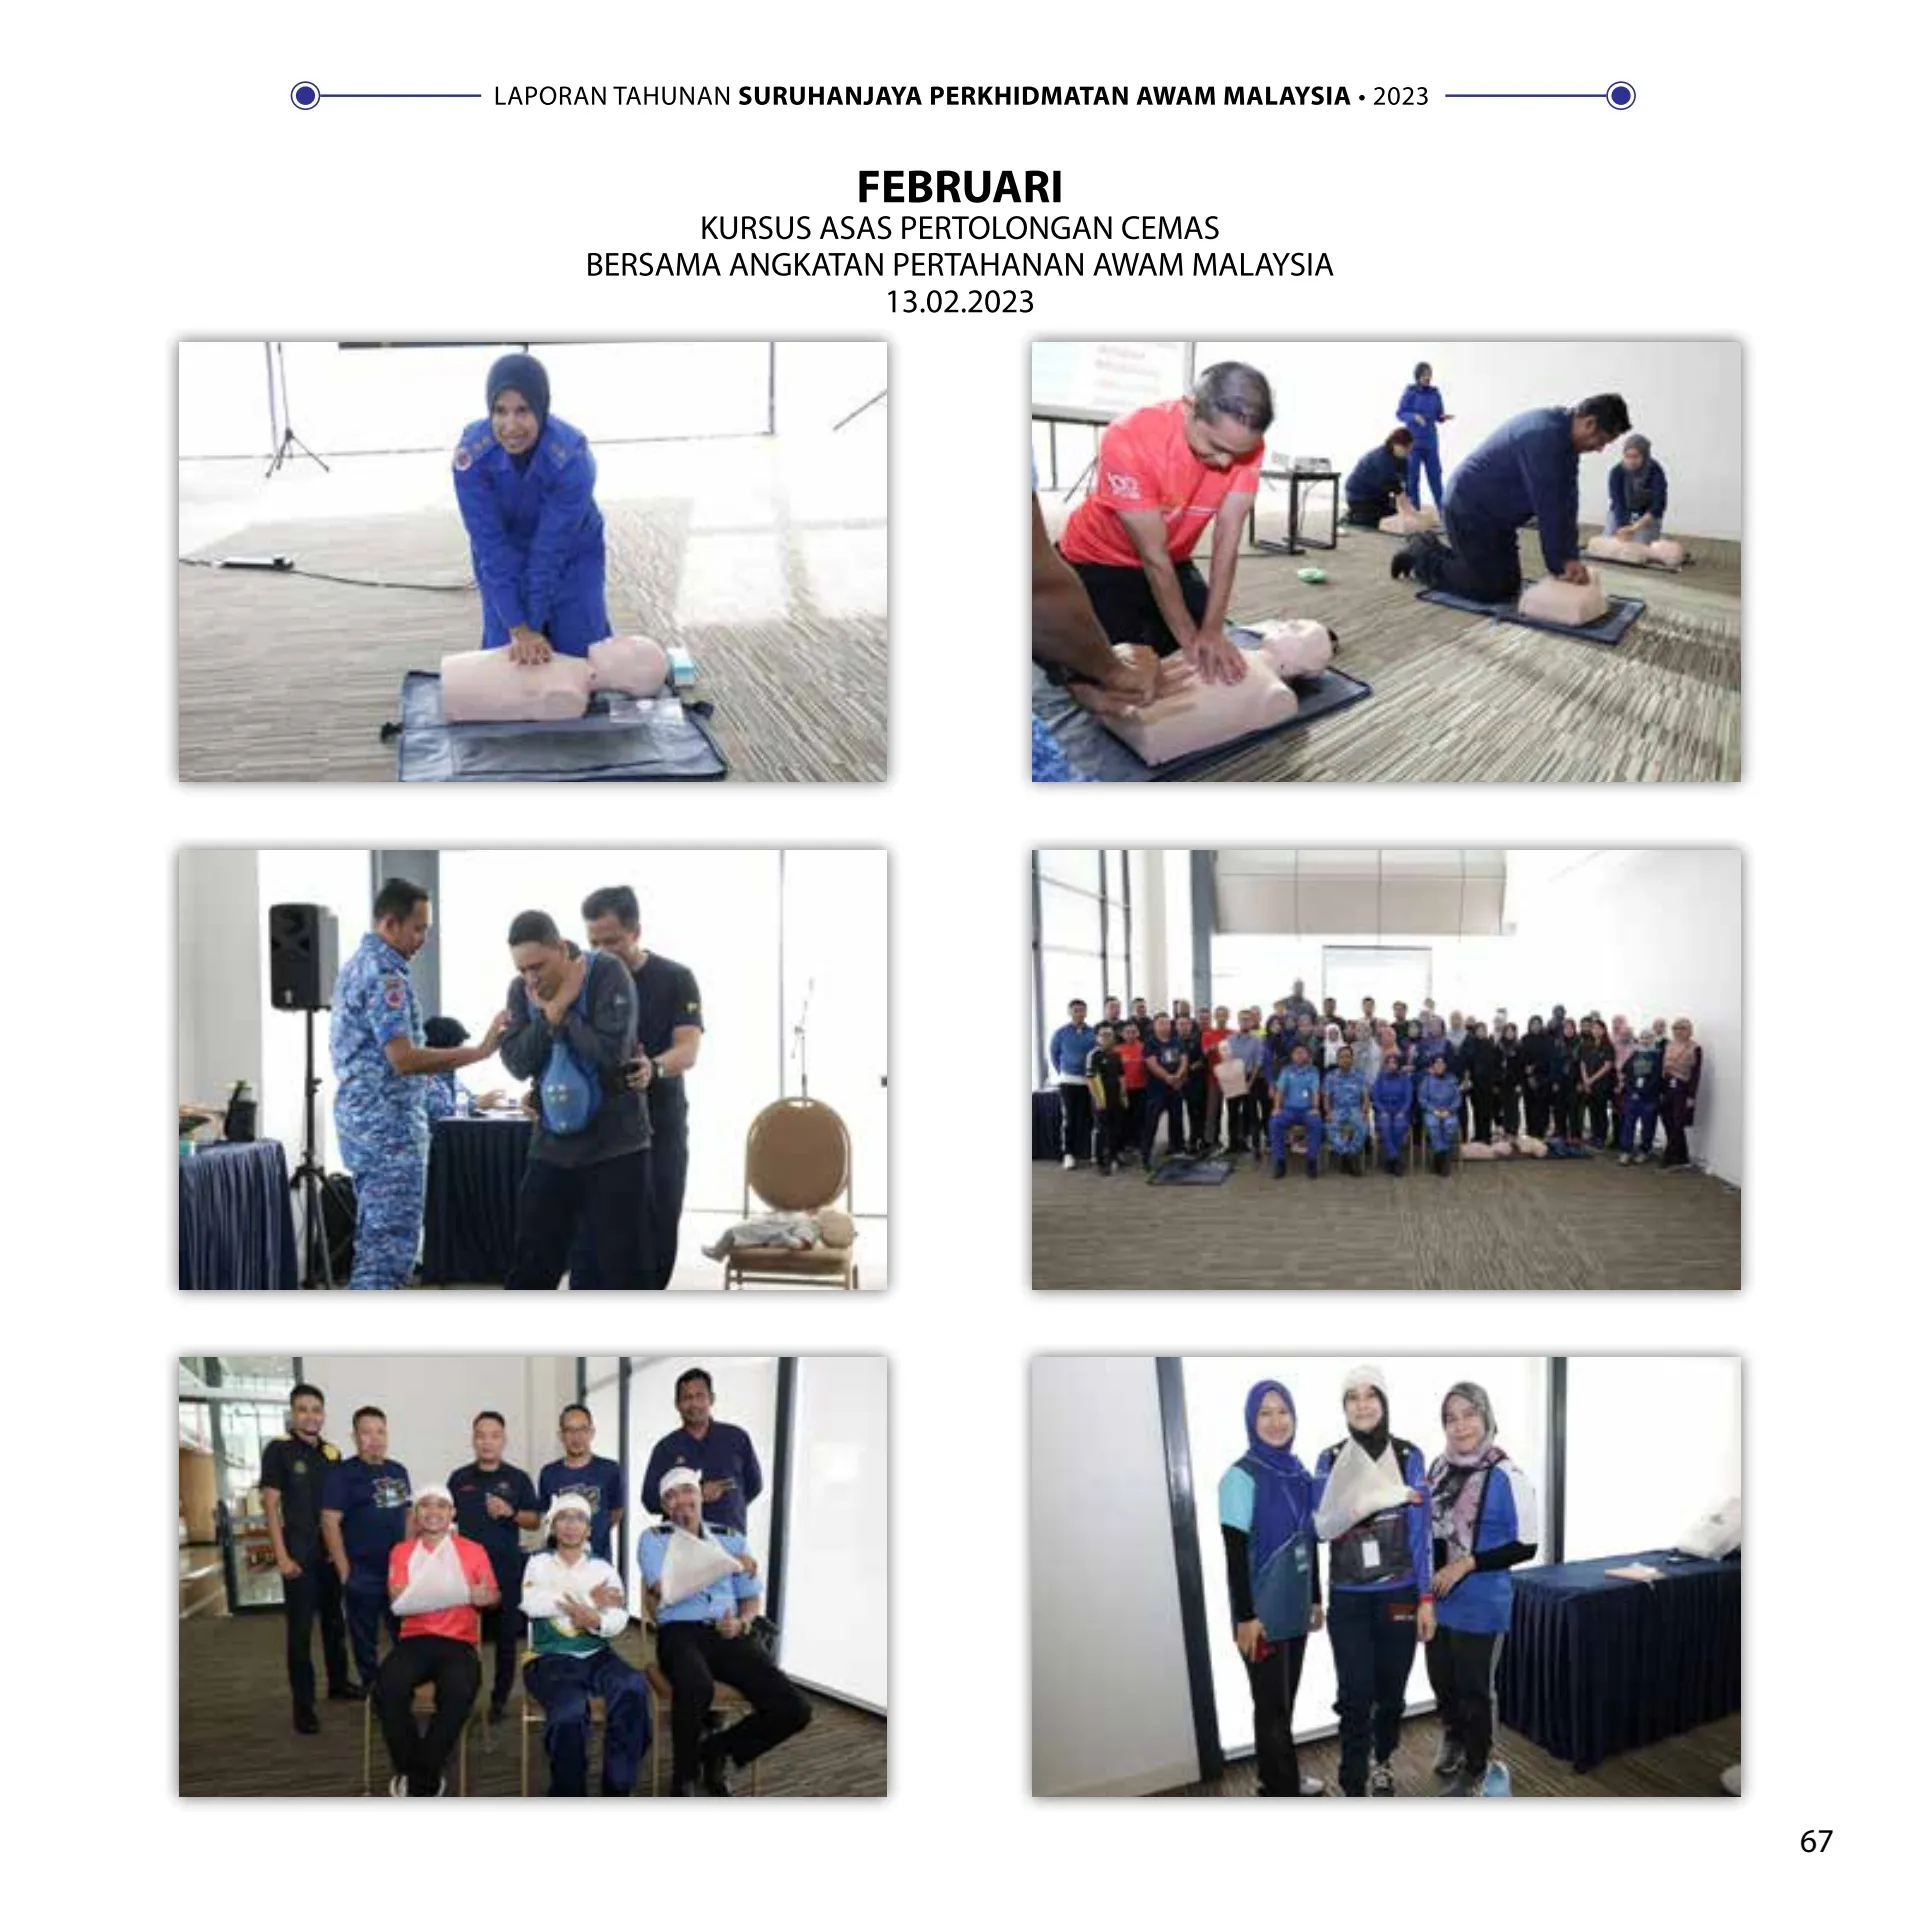 LAPORAN TAHUNAN SURUHANJAYA PERKHIDMATAN AWAM MALAYSIA • 2023
FEBRUARI
KURSUS ASAS PERTOLONGAN CEMAS
BERSAMA ANGKATAN PERTAHANAN AWAM MALAYSIA
13.02.2023
67